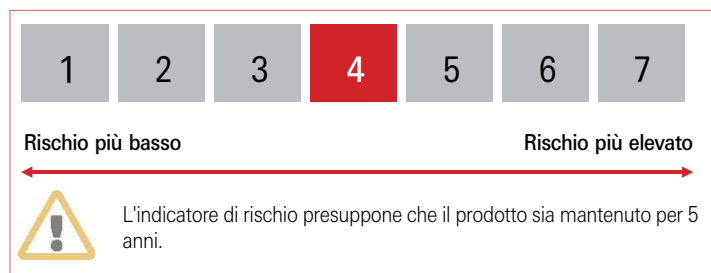 1 2 3 4 5 6 7
Rischio più basso Rischio più elevato
L'indicatore di rischio presuppone che il prodotto sia mantenuto per 5
anni.